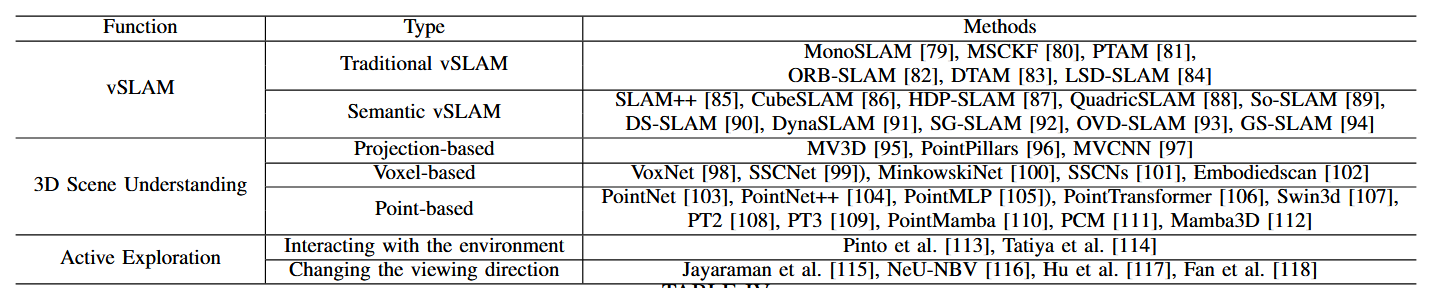 Function Type Methods
vSLAM
Traditional vSLAM
MonoSLAM [79], MSCKF [80], PTAM [81],
ORB-SLAM [82], DTAM [83], LSD-SLAM [84]
Semantic vSLAM
SLAM++ [85], CubeSLAM [86], HDP-SLAM [87], QuadricSLAM [88], So-SLAM [89],
DS-SLAM [90], DynaSLAM [91], SG-SLAM [92], OVD-SLAM [93], GS-SLAM [94]
3D Scene Understanding
Projection-based MV3D [95], PointPillars [96], MVCNN [97]
Voxel-based VoxNet [98], SSCNet [99]), MinkowskiNet [100], SSCNs [101], Embodiedscan [102]
Point-based
PointNet [103], PointNet++ [104], PointMLP [105]), PointTransformer [106], Swin3d [107],
PT2 [108], PT3 [109], PointMamba [110], PCM [111], Mamba3D [112]
Active Exploration
Interacting with the environment Pinto et al. [113], Tatiya et al. [114]
Changing the viewing direction Jayaraman et al. [115], NeU-NBV [116], Hu et al. [117], Fan et al. [118]
TABLE IV